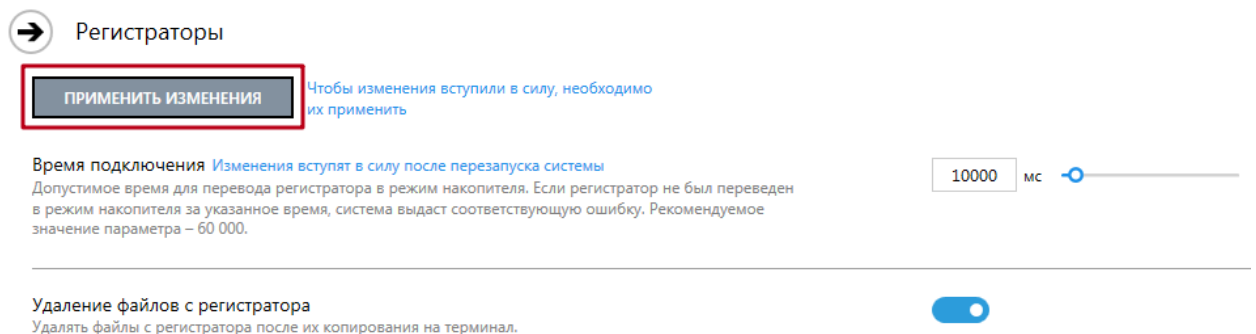 Регистраторы
ПРИМЕНИТЬ ИЗМЕНЕНИЯ
Чтобы изменения вступили в силу, необходимо
их применить
Время подключения Изменения вступят в силу после перезапуска системы
Допустимое время для перевода регистратора в режим накопителя. Если регистратор не был переведен
в режим накопителя за указанное время, система выдаст соответствующую ошибку. Рекомендуемое
значение параметра – 60 000.
10000 мс
Удаление файлов с регистратора
Удалять файлы с регистратора после их копирования на терминал.